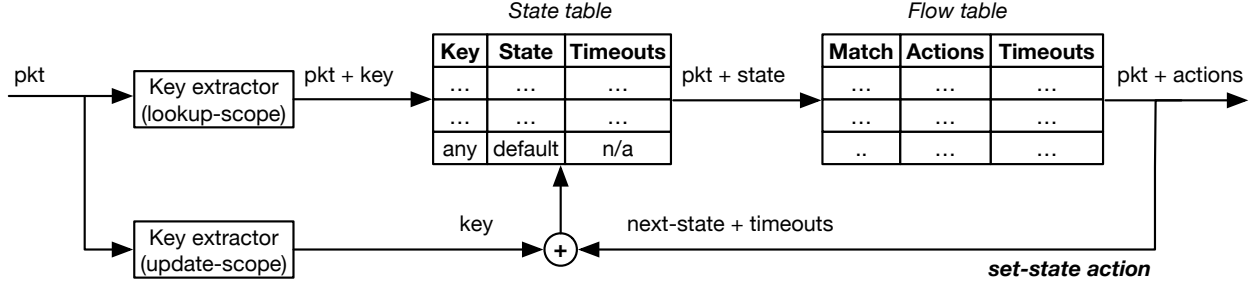 State table
Flow table
Key State Timeouts
Match Actions Timeouts
pkt
Key extractor
(lookup-scope)
pkt + key
… … …
pkt + state
… … …
pkt + actions
… … …
… … …
any default n/a
.. … …
Key extractor
(update-scope)
key
+
next-state + timeouts
set-state action